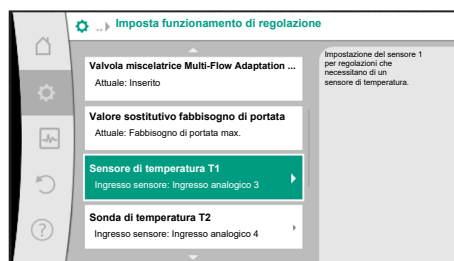 .. Imposta funzionamento di regolazione
Valvola miscelatrice Multi-Flow Adaptation ...
Attuale: Inserito
Valore sostitutivo fabbisogno di portata
Attuale: Fabbisogno di portata max.
Sensore di temperatura T1
Ingresso sensore: Ingresso analogico 3
Sonda di temperatura T2
Ingresso sensore: Ingresso analogico 4
Impostazione del sensore 1
per regolazioni che
necessitano di un
sensore di temperatura.
?